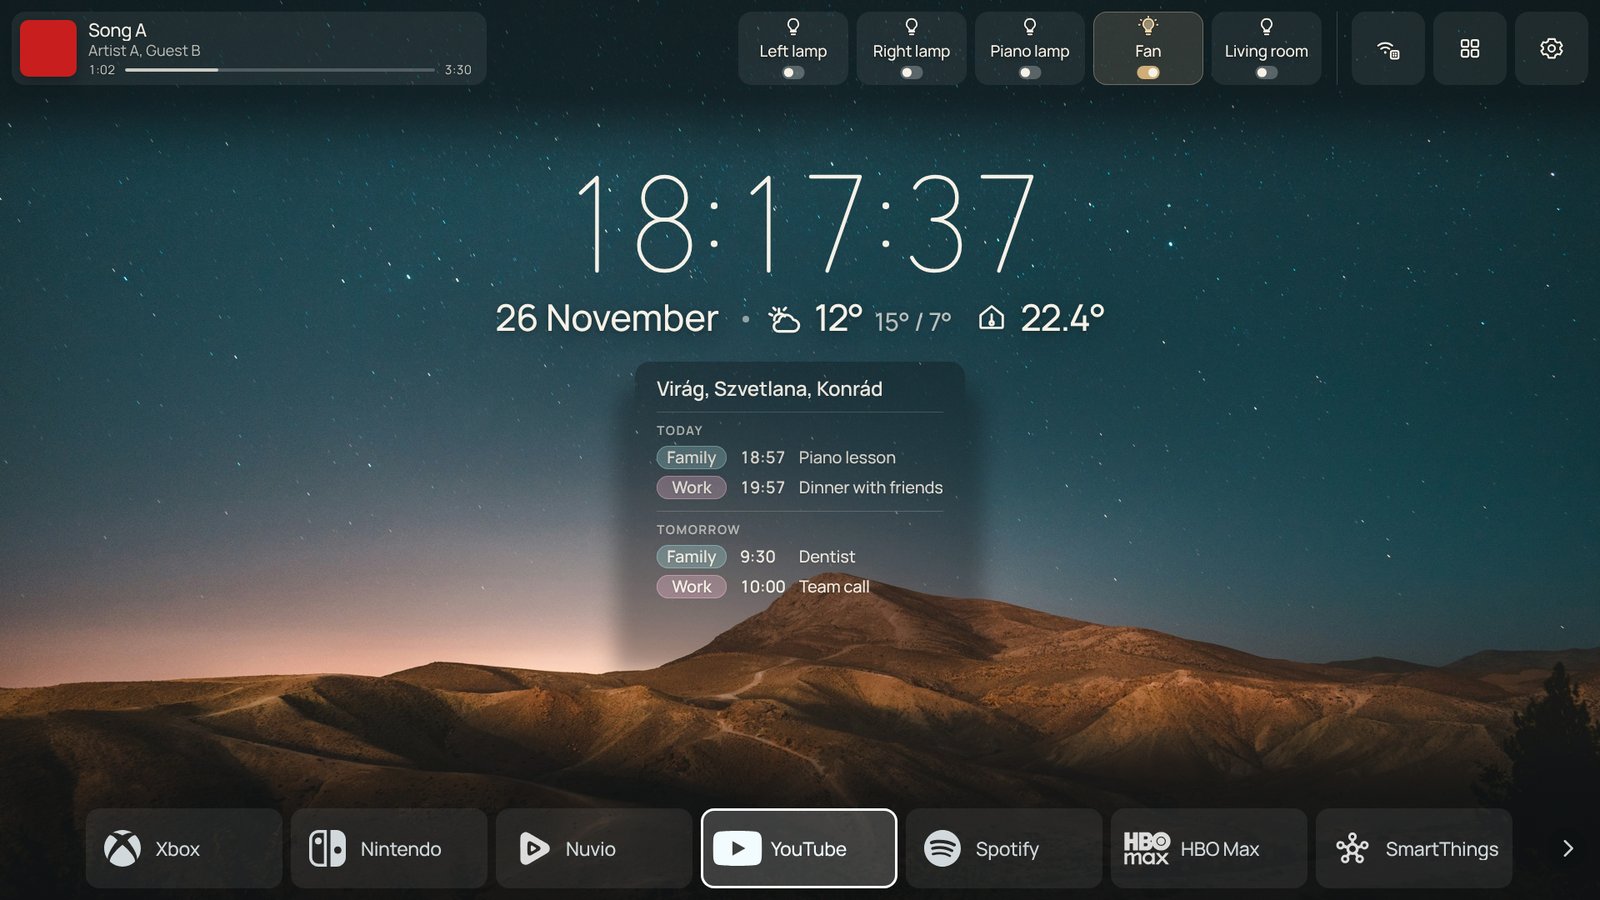 Song A
Artist A, Guest B
1:02 3:30
Left lamp
Right lamp
Piano lamp
Fan
Living room
18:17:37
26 November • 12° 15° / 7° 22.4°
Virág, Szvetlana, Konrád
TODAY
Family 18:57 Piano lesson
Work 19:57 Dinner with friends
TOMORROW
Family 9:30 Dentist
Work 10:00 Team call
Xbox
Nintendo
Nuvio
YouTube
Spotify
HBO max HBO Max
SmartThings